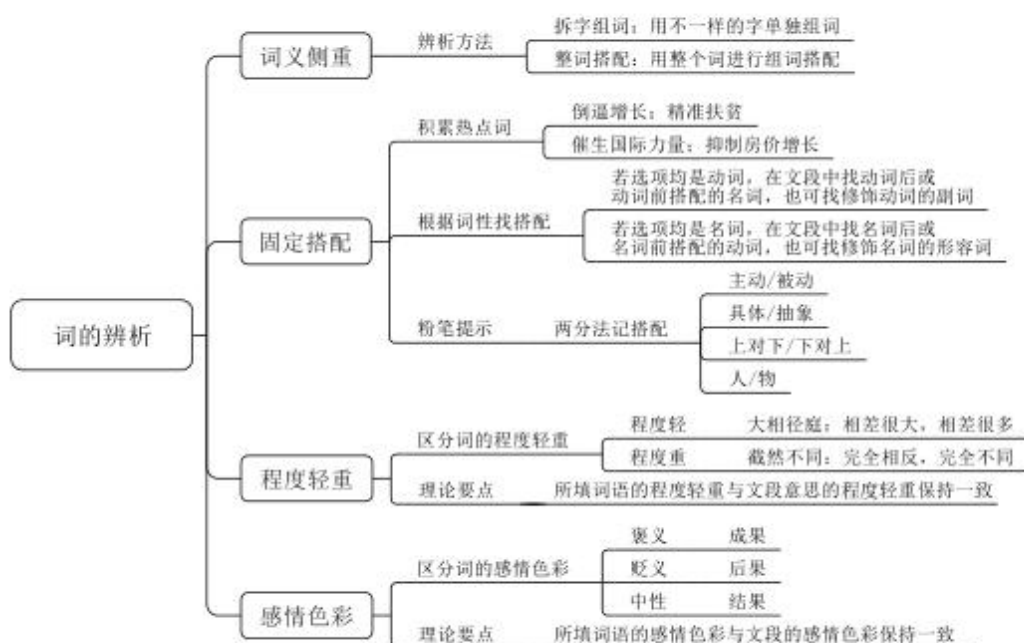 词的辨析
词义侧重
辨析方法
拆字组词：用不一样的字单独组词
整词搭配：用整个词进行组词搭配
固定搭配
积累热点词
倒逼增长；精准扶贫
催生国际力量；抑制房价增长
根据词性找搭配
若选项均是动词，在文段中找动词后或
动词前搭配的名词，也可找修饰动词的副词
若选项均是名词，在文段中找名词后或
名词前搭配的动词，也可找修饰名词的形容词
粉笔提示
两分法记搭配
主动/被动
具体/抽象
上对下/下对上
人/物
程度轻重
区分词的程度轻重
程度轻
大相径庭：相差很大，相差很多
程度重
截然不同：完全相反，完全不同
理论要点
所填词语的程度轻重与文段意思的程度轻重保持一致
感情色彩
区分词的感情色彩
褒义
成果
贬义
后果
中性
结果
理论要点
所填词语的感情色彩与文段的感情色彩保持一致